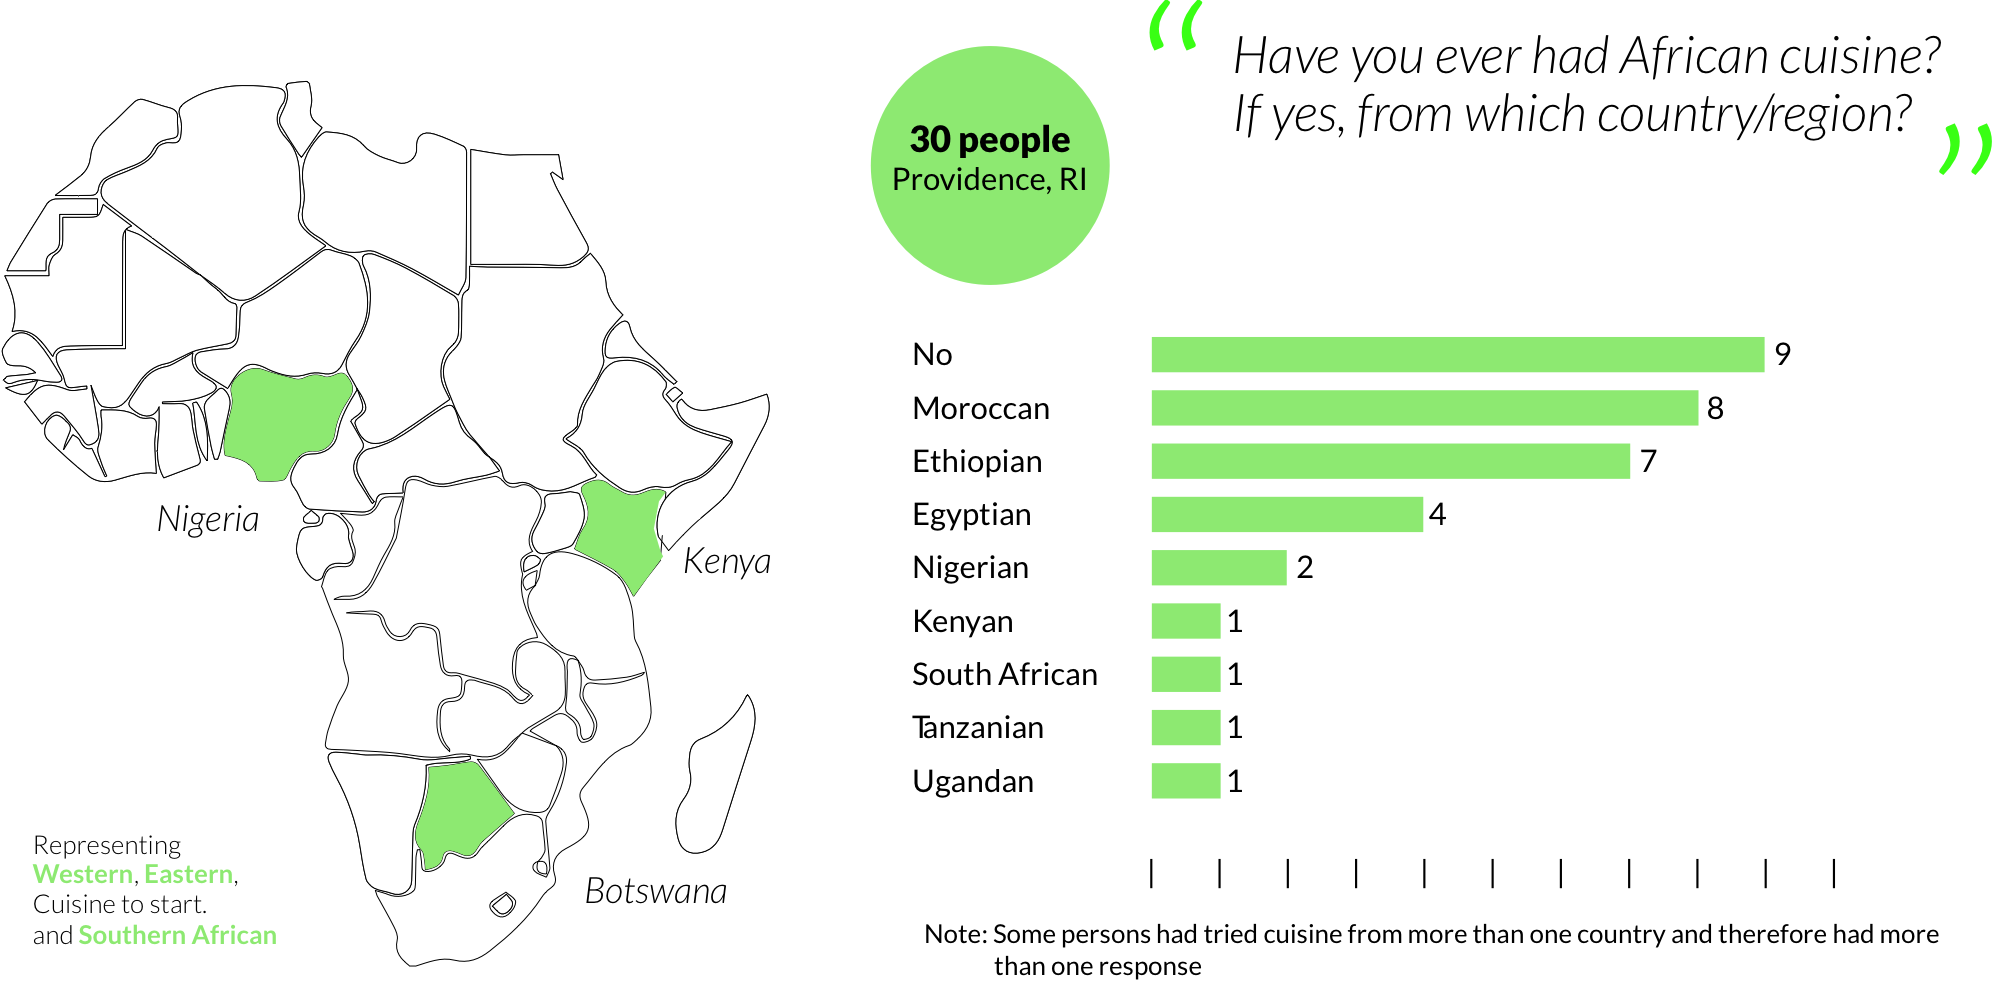 “ Have you ever had African cuisine?
If yes, from which country/region? ”
30 people
Providence, RI
Nigeria
Kenya
Botswana
Representing
Western, Eastern,
Cuisine to start.
and Southern African
No 9
Moroccan 8
Ethiopian 7
Egyptian 4
Nigerian 2
Kenyan 1
South African 1
Tanzanian 1
Ugandan 1
Note: Some persons had tried cuisine from more than one country and therefore had more
than one response